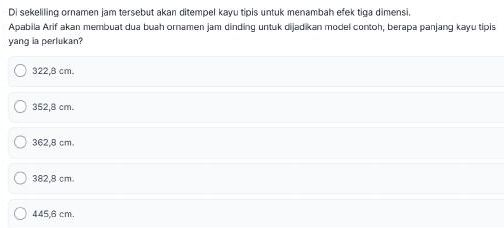 Di sekeliling ornamen jam tersebut akan ditempel kayu tipis untuk menambah efek tiga dimensi.
Apabila Arif akan membuat dua buah ornamen jam dinding untuk dijadikan model contoh, berapa panjang kayu tipis
yang ia perlukan?
322,8 cm.
352,8 cm.
362,8 cm.
382,8 cm.
445,6 cm.